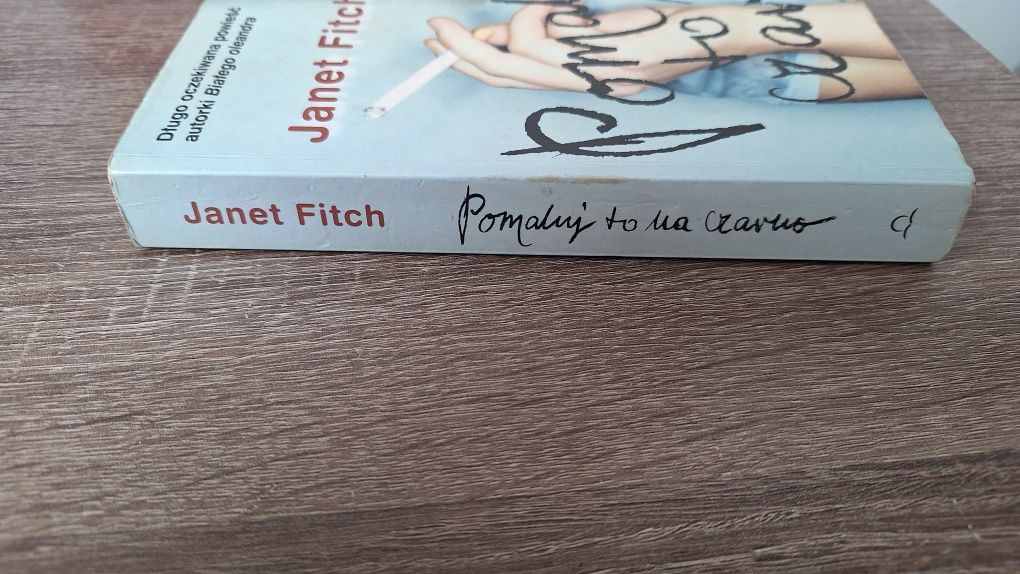 Długo oczekiwana powieść
autorki Białego oleandra
Janet Fitch
Janet Fitch
Pomaluj to na czarno